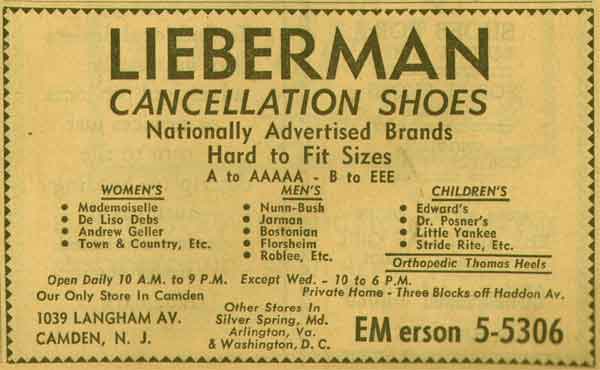 LIEBERMAN
CANCELLATION SHOES
Nationally Advertised Brands
Hard to Fit Sizes
A to AAAAA - B to EEE
WOMEN'S
• Mademoiselle
• De Liso Debs
• Andrew Geller
• Town & Country, Etc.
MEN'S
• Nunn-Bush
• Jarman
• Bostonian
• Florsheim
• Roblee, Etc.
CHILDREN'S
• Edward's
• Dr. Posner's
• Little Yankee
• Stride Rite, Etc.
Orthopedic Thomas Heels
Open Daily 10 A.M. to 9 P.M. Except Wed. - 10 to 6 P.M.
Our Only Store In Camden
Private Home - Three Blocks off Haddon Av.
1039 LANGHAM AV.
CAMDEN, N. J.
Other Stores In
Silver Spring, Md.
Arlington, Va.
& Washington, D. C.
EM erson 5-5306